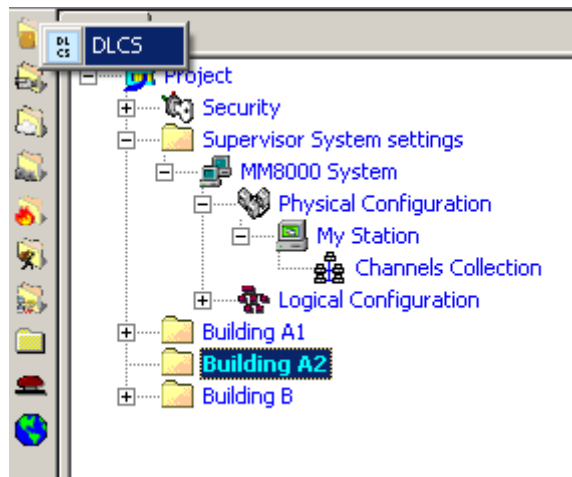 DL
CS
DLCS
Project
Security
Supervisor System settings
MM8000 System
Physical Configuration
My Station
Channels Collection
Logical Configuration
Building A1
Building A2
Building B